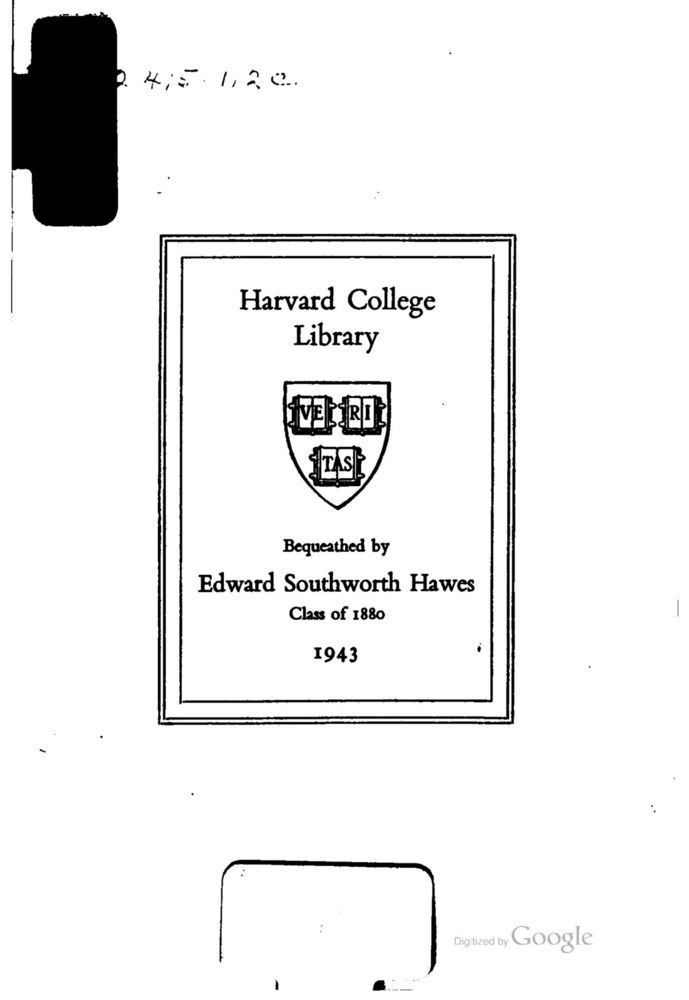 Harvard College
Library
VE RI
TAS
Bequeathed by
Edward Southworth Hawes
Class of 1880
1943
Digitized by Google